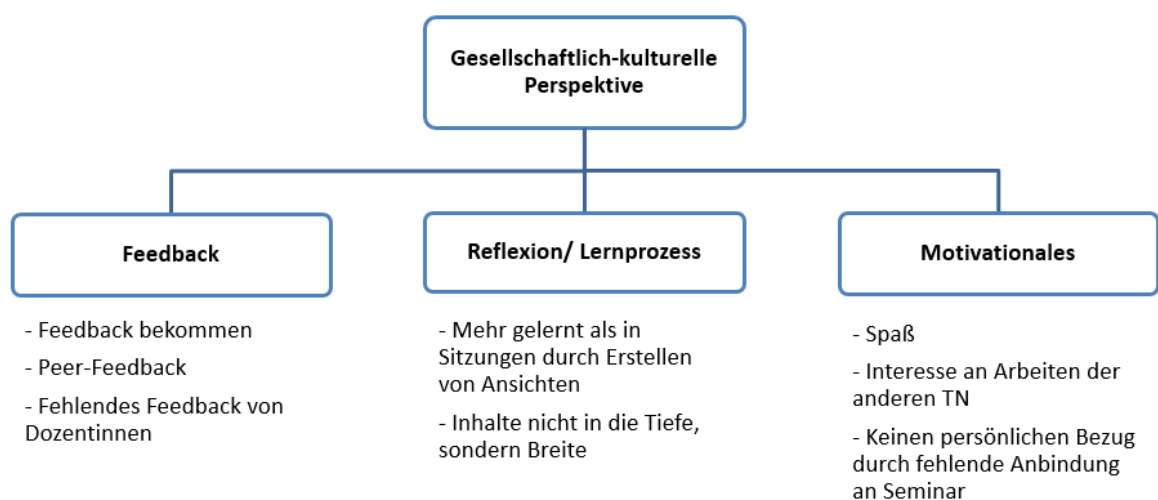 Gesellschaftlich-kulturelle
Perspektive
Feedback
- Feedback bekommen
- Peer-Feedback
- Fehlendes Feedback von
Dozentinnen
Reflexion/ Lernprozess
- Mehr gelernt als in
Sitzungen durch Erstellen
von Ansichten
- Inhalte nicht in die Tiefe,
sondern Breite
Motivationales
- Spaß
- Interesse an Arbeiten der
anderen TN
- Keinen persönlichen Bezug
durch fehlende Anbindung
an Seminar